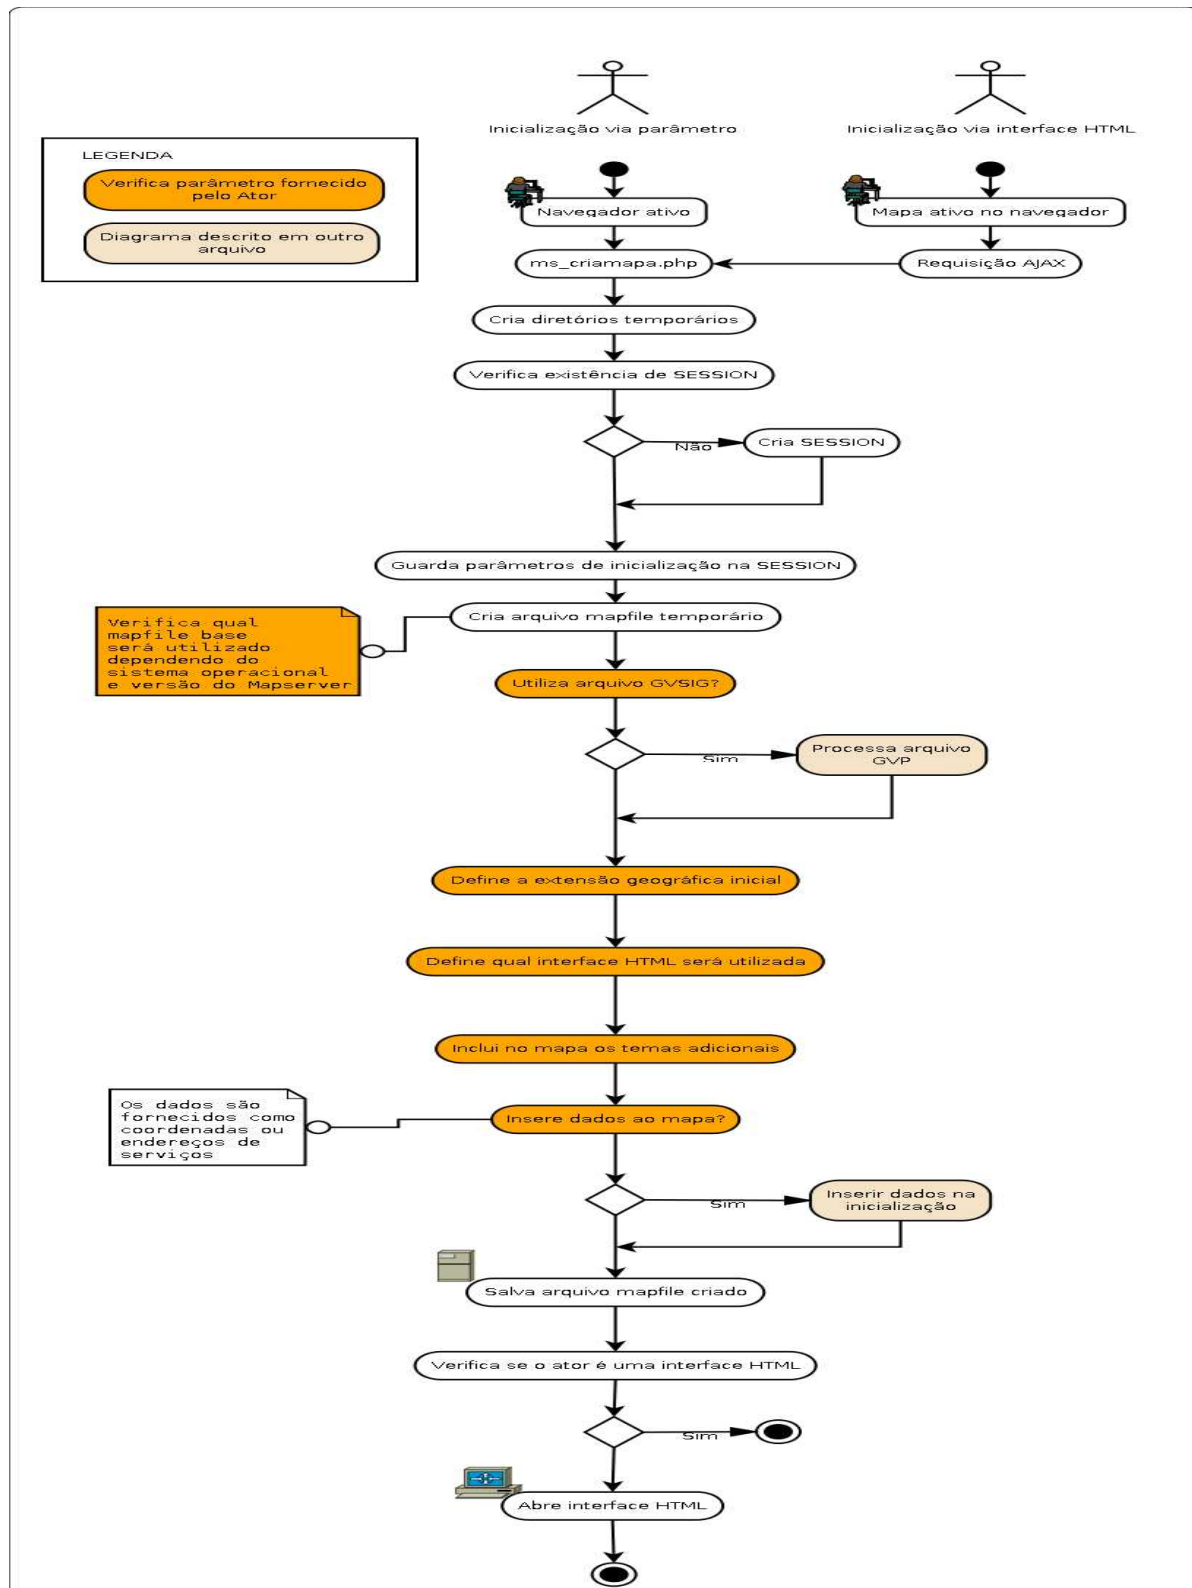 Inicialização via parâmetro
Inicialização via interface HTML
LEGENDA
Verifica parâmetro fornecido
pelo Ator
Diagrama descrito em outro
arquivo
Navegador ativo
Mapa ativo no navegador
ms_criamapa.php
Requisição AJAX
Cria diretórios temporários
Verifica existência de SESSION
Não
Cria SESSION
Guarda parâmetros de inicialização na SESSION
Cria arquivo mapfile temporário
Verifica qual
mapfile base
será utilizado
dependendo do
sistema operacional
e versão do Mapserver
Utiliza arquivo GVSIG?
Sim
Processa arquivo
GVP
Define a extensão geográfica inicial
Define qual interface HTML será utilizada
Inclui no mapa os temas adicionais
Os dados são
fornecidos como
coordenadas ou
endereços de
serviços
Insere dados ao mapa?
Sim
Inserir dados na
inicialização
Salva arquivo mapfile criado
Verifica se o ator é uma interface HTML
Sim
Abre interface HTML